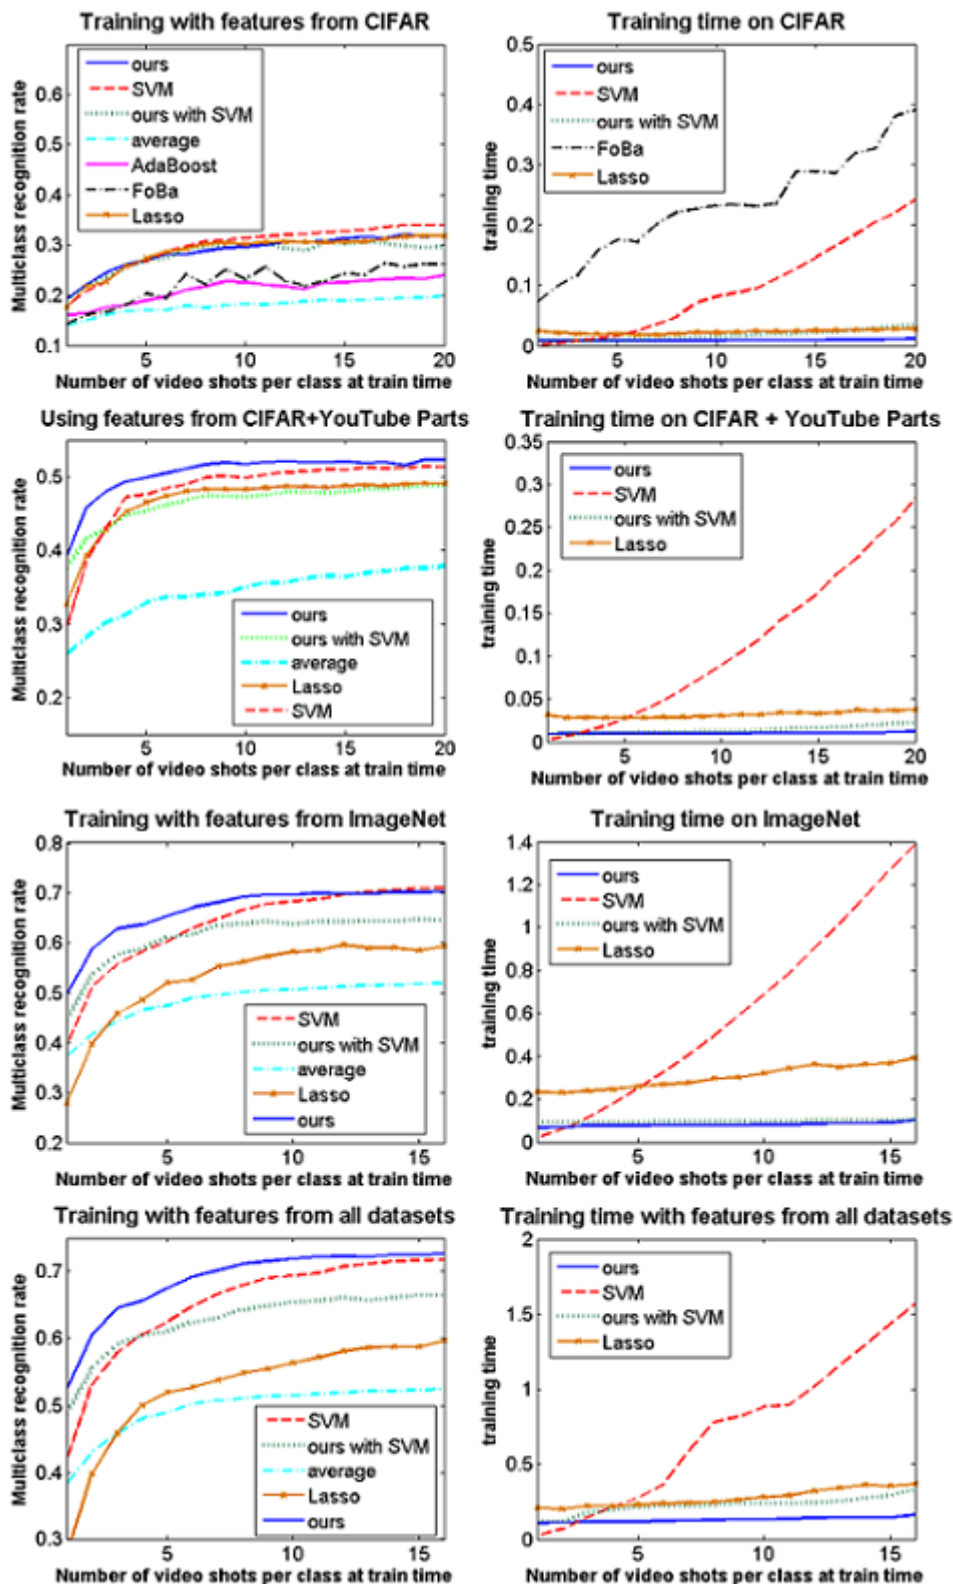 Training with features from CIFAR
Multiclass recognition rate
0.6
0.5
0.4
0.3
0.2
0.1
ours
SVM
ours with SVM
average
AdaBoost
FoBa
Lasso
5 10 15 20
Number of video shots per class at train time
Training time on CIFAR
training time
0.5
0.4
0.3
0.2
0.1
0
ours
SVM
ours with SVM
FoBa
Lasso
5 10 15 20
Number of video shots per class at train time
Using features from CIFAR+YouTube Parts
Multiclass recognition rate
0.5
0.4
0.3
0.2
ours
ours with SVM
average
Lasso
SVM
5 10 15 20
Number of video shots per class at train time
Training time on CIFAR + YouTube Parts
training time
0.35
0.3
0.25
0.2
0.15
0.1
0.05
0
ours
SVM
ours with SVM
Lasso
5 10 15 20
Number of video shots per class at train time
Training with features from ImageNet
Multiclass recognition rate
0.8
0.7
0.6
0.5
0.4
0.3
0.2
SVM
ours with SVM
average
Lasso
ours
5 10 15
Number of video shots per class at train time
Training time on ImageNet
training time
1.4
1.2
1
0.8
0.6
0.4
0.2
0
ours
SVM
ours with SVM
Lasso
5 10 15
Number of video shots per class at train time
Training with features from all datasets
Multiclass recognition rate
0.7
0.6
0.5
0.4
0.3
SVM
ours with SVM
average
Lasso
ours
5 10 15
Number of video shots per class at train time
Training time with features from all datasets
training time
2
1.5
1
0.5
0
ours
SVM
ours with SVM
Lasso
5 10 15
Number of video shots per class at train time